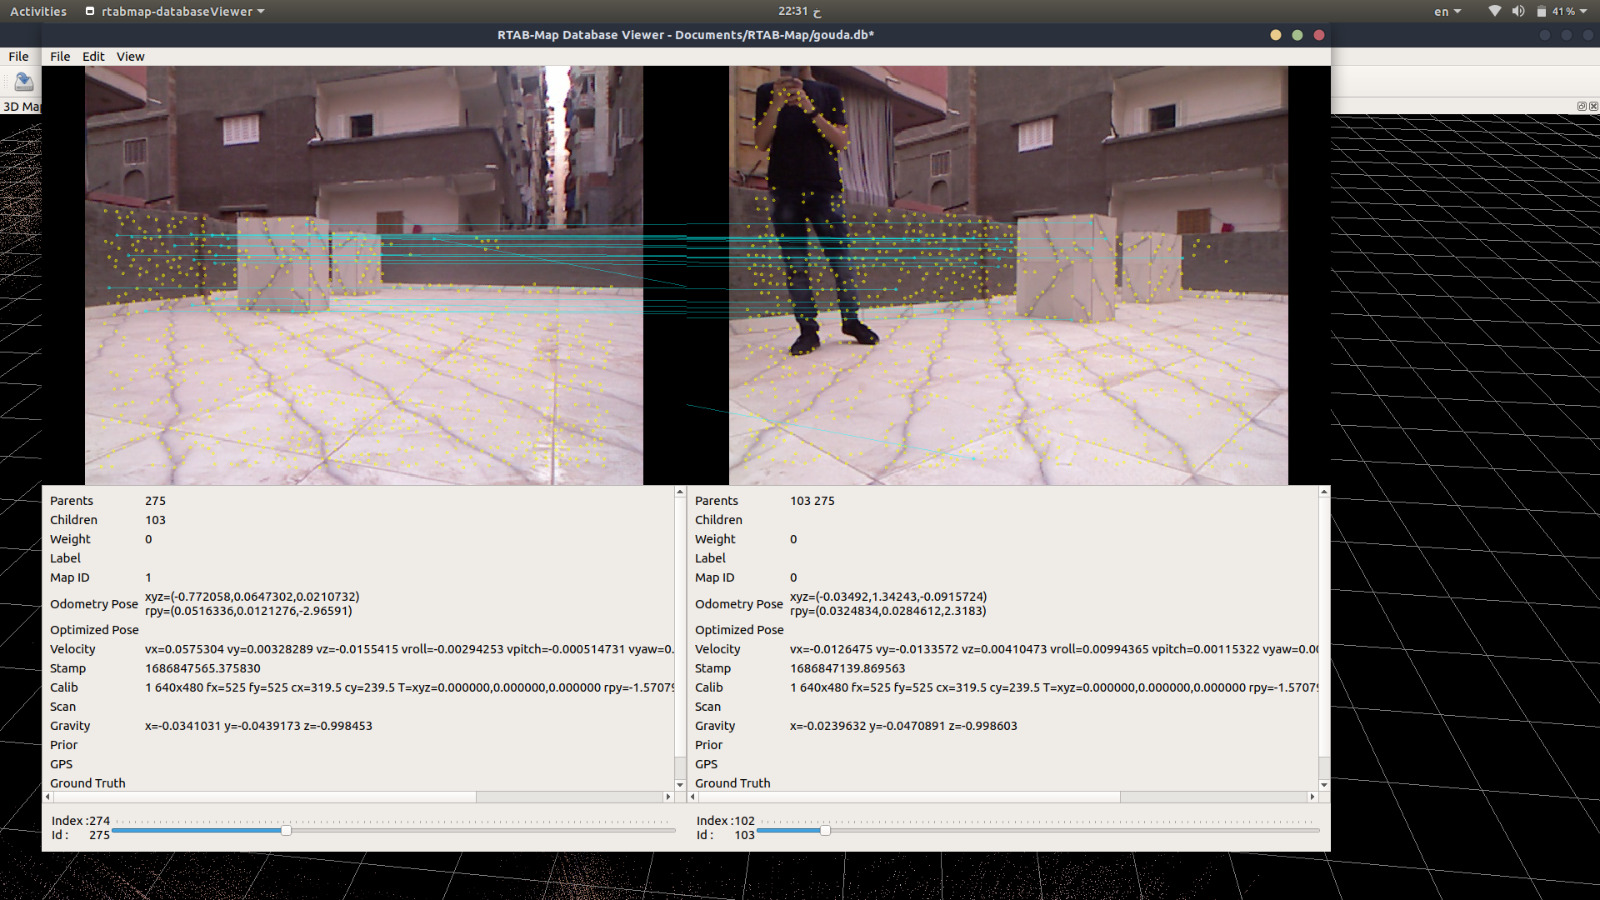 Activities rtabmap-databaseViewer 22:31 خ en 41 %
RTAB-Map Database Viewer - Documents/RTAB-Map/gouda.db*
File File Edit View
3D Map
Parents 275
Children 103
Weight 0
Label
Map ID 1
Odometry Pose xyz=(-0.772058,0.0647302,0.0210732)
rpy=(0.0516336,0.0121276,-2.96591)
Optimized Pose
Velocity vx=0.0575304 vy=0.00328289 vz=-0.0155415 vroll=-0.00294253 vpitch=-0.000514731 vyaw=0.
Stamp 1686847565.375830
Calib 1 640x480 fx=525 fy=525 cx=319.5 cy=239.5 T=xyz=0.000000,0.000000,0.000000 rpy=-1.5707
Scan
Gravity x=-0.0341031 y=-0.0439173 z=-0.998453
Prior
GPS
Ground Truth
Index : 274
Id : 275
Parents 103 275
Children
Weight 0
Label
Map ID 0
Odometry Pose xyz=(-0.03492,1.34243,-0.0915724)
rpy=(0.0324834,0.0284612,2.3183)
Optimized Pose
Velocity vx=-0.0126475 vy=-0.0133572 vz=0.00410473 vroll=0.00994365 vpitch=0.00115322 vyaw=0.00
Stamp 1686847139.869563
Calib 1 640x480 fx=525 fy=525 cx=319.5 cy=239.5 T=xyz=0.000000,0.000000,0.000000 rpy=-1.5707
Scan
Gravity x=-0.0239632 y=-0.0470891 z=-0.998603
Prior
GPS
Ground Truth
Index : 102
Id : 103